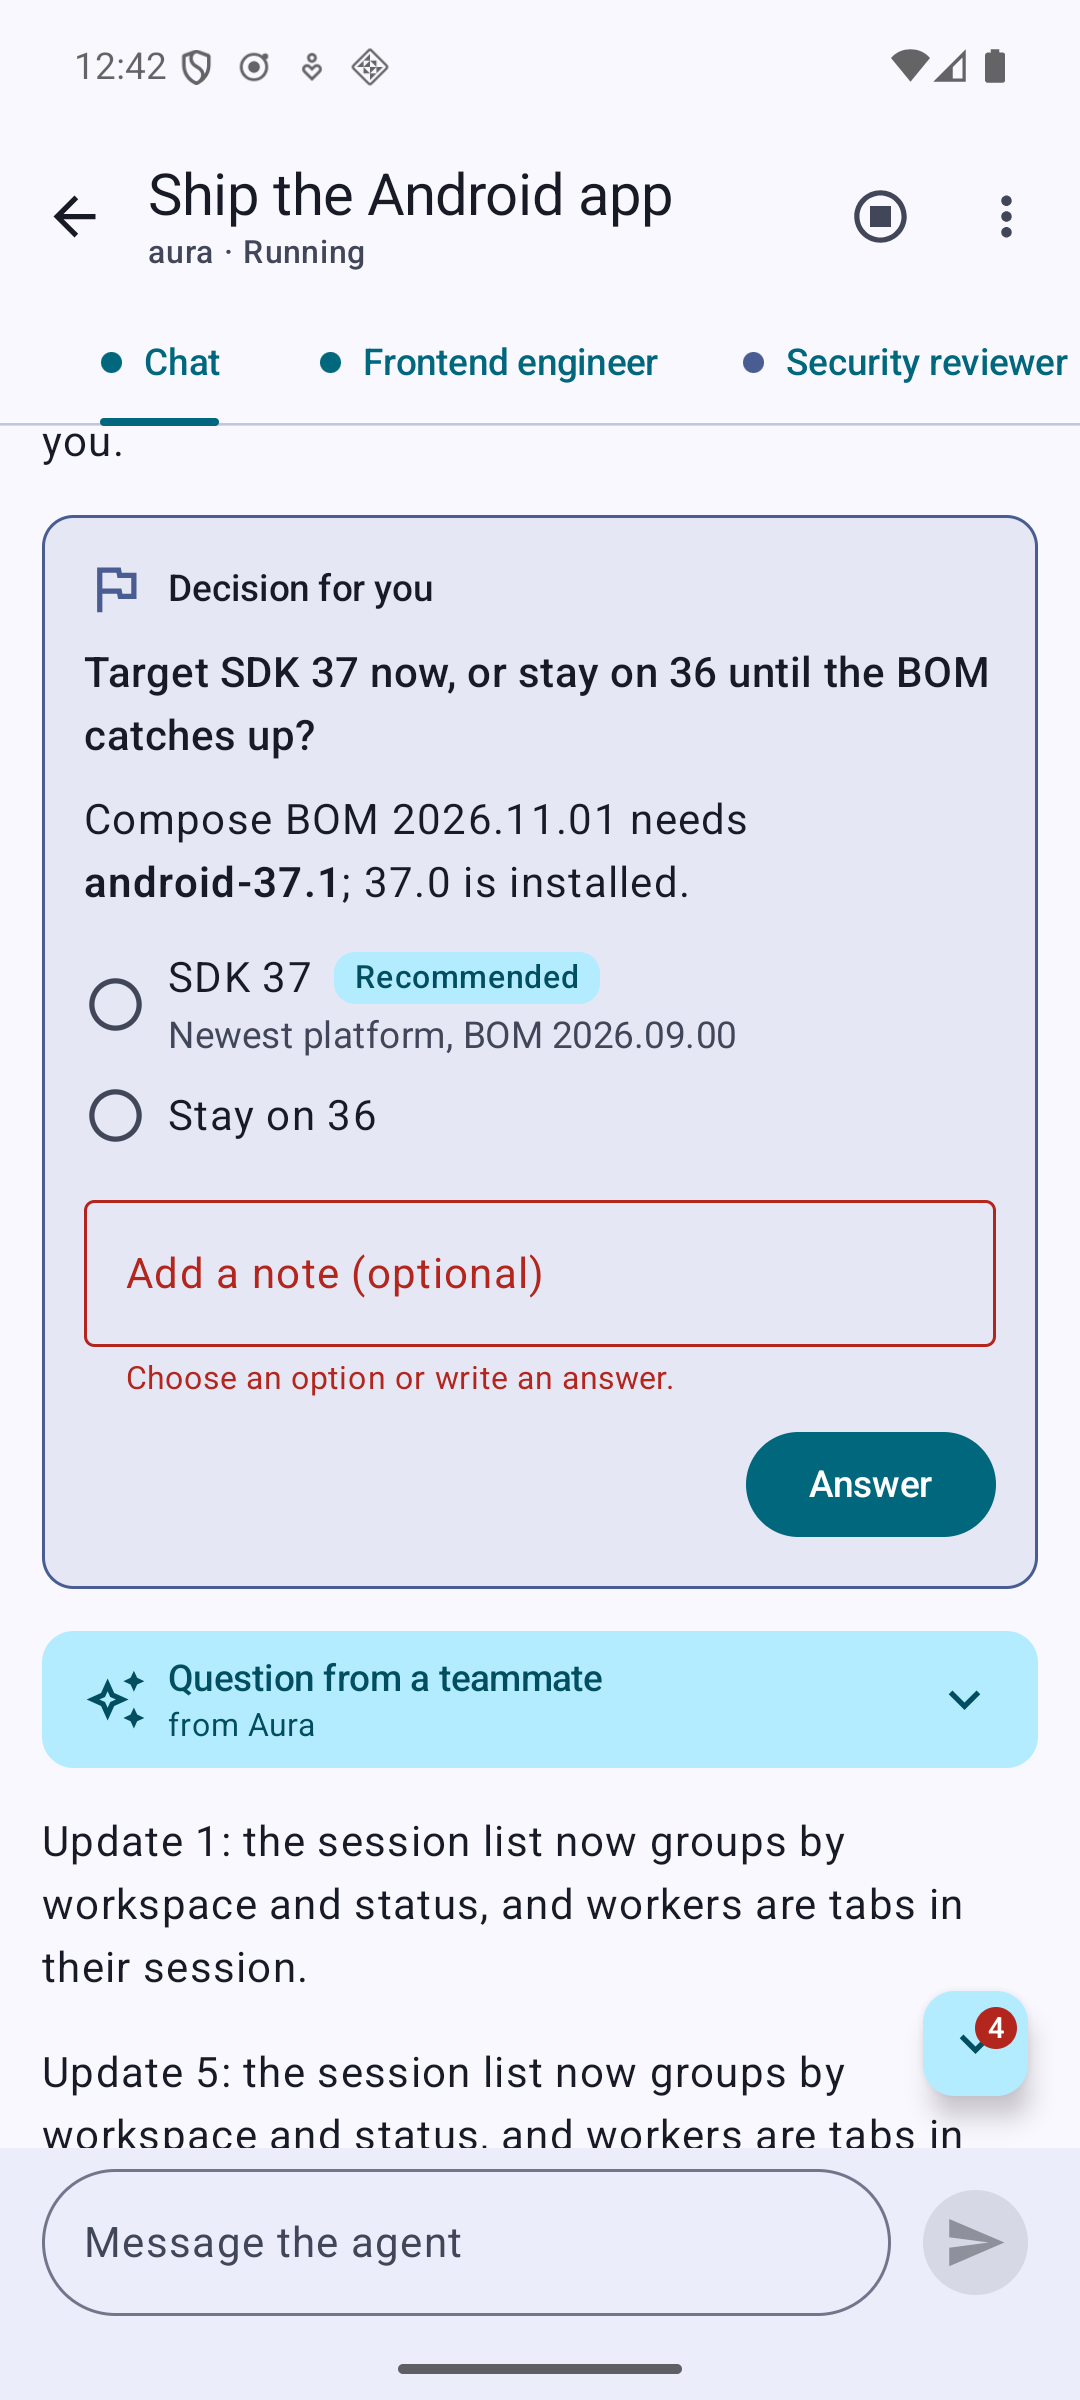 12:42
Ship the Android app
aura · Running
Chat
Frontend engineer
Security reviewer
you.
Decision for you
Target SDK 37 now, or stay on 36 until the BOM
catches up?
Compose BOM 2026.11.01 needs
android-37.1; 37.0 is installed.
SDK 37 Recommended
Newest platform, BOM 2026.09.00
Stay on 36
Add a note (optional)
Choose an option or write an answer.
Answer
Question from a teammate
from Aura
Update 1: the session list now groups by
workspace and status, and workers are tabs in
their session.
4
Update 5: the session list now groups by
workspace and status, and workers are tabs in
Message the agent